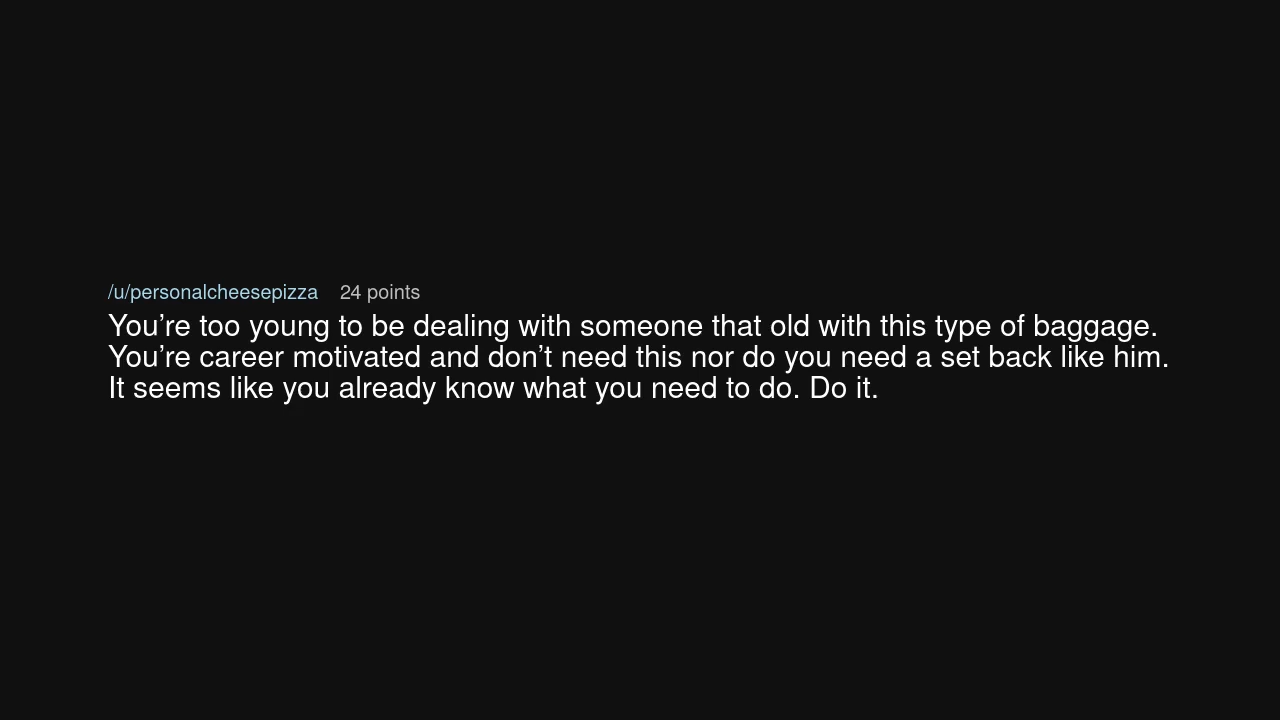 /u/personalcheesepizza 24 points
You’re too young to be dealing with someone that old with this type of baggage.
You’re career motivated and don’t need this nor do you need a set back like him.
It seems like you already know what you need to do. Do it.